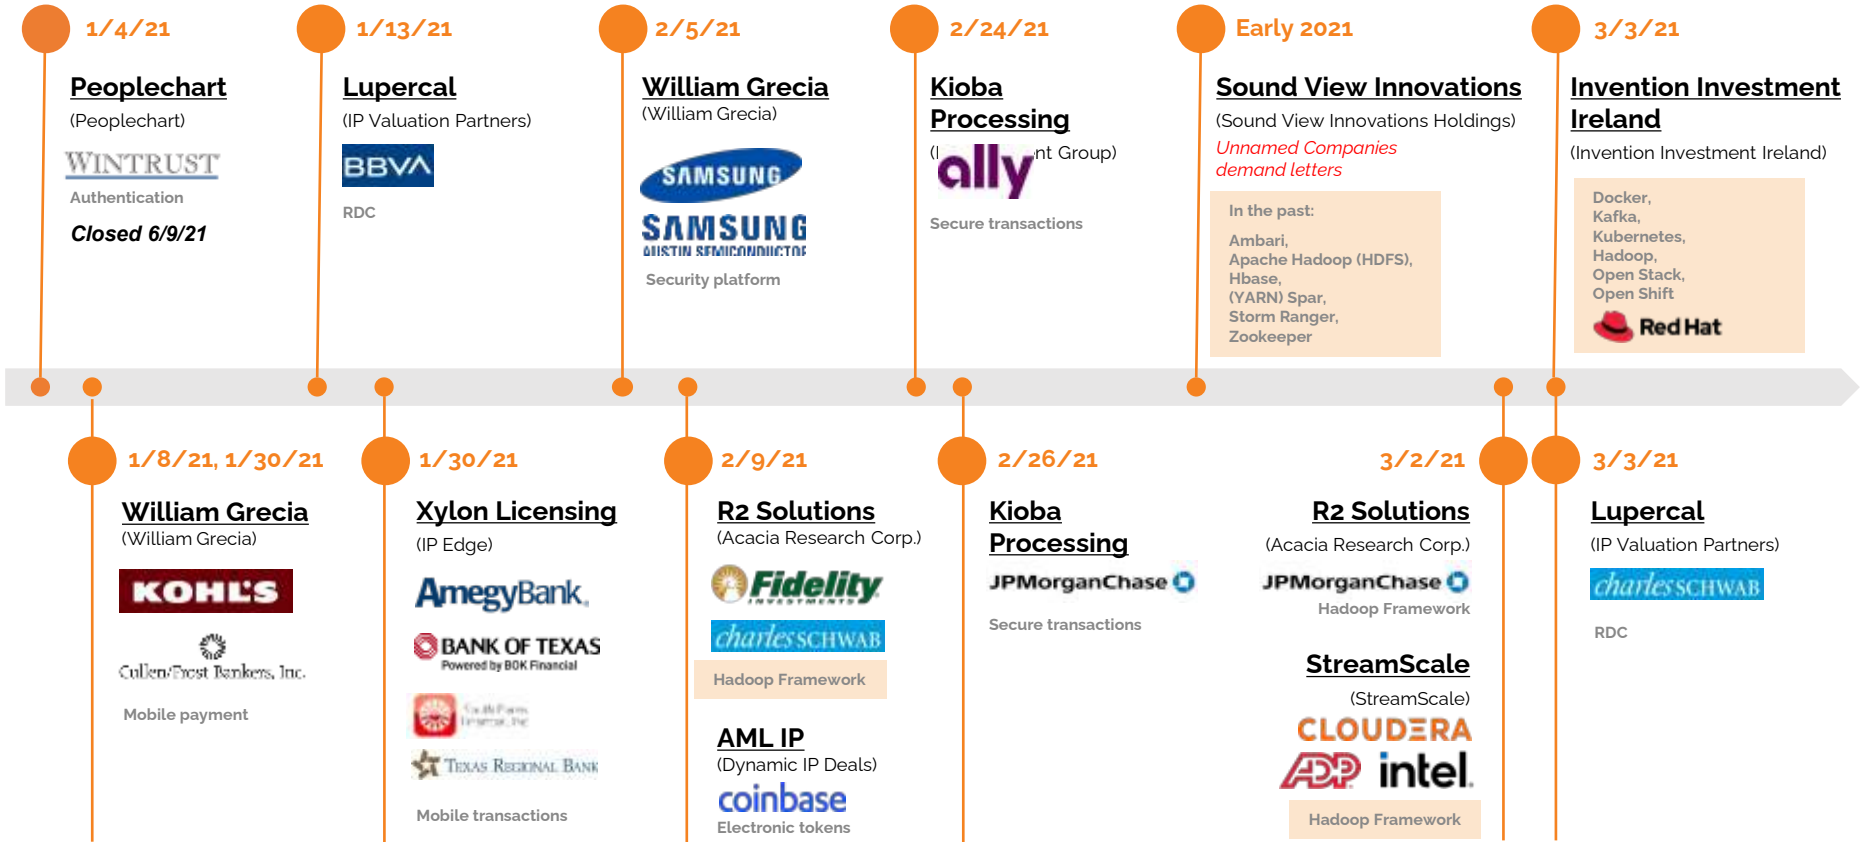 1/4/21
Peoplechart
(Peoplechart)
WINTRUST
Authentication
Closed 6/9/21
1/13/21
Lupercal
(IP Valuation Partners)
BBVA
RDC
2/5/21
William Grecia
(William Grecia)
SAMSUNG
SAMSUNG
AUSTIN SEMICONDUCTOR
Security platform
2/24/21
Kioba
Processing
nt Group)
ally
Secure transactions
Early 2021
Sound View Innovations
(Sound View Innovations Holdings)
Unnamed Companies
demand letters
In the past:
Ambari,
Apache Hadoop (HDFS),
Hbase,
(YARN) Spar,
Storm Ranger,
Zookeeper
3/3/21
Invention Investment
Ireland
(Invention Investment Ireland)
Docker,
Kafka,
Kubernetes,
Hadoop,
Open Stack,
Open Shift
Red Hat
1/8/21, 1/30/21
William Grecia
(William Grecia)
KOHL'S
Cullen/Frost Bankers, Inc.
Mobile payment
1/30/21
Xylon Licensing
(IP Edge)
AmegyBank
BANK OF TEXAS
Powered by BOK Financial
TEXAS REGIONAL BANK
Mobile transactions
2/9/21
R2 Solutions
(Acacia Research Corp.)
Fidelity
INVESTMENTS
charles SCHWAB
Hadoop Framework
AML IP
(Dynamic IP Deals)
coinbase
Electronic tokens
2/26/21
Kioba
Processing
JPMorganChase
Secure transactions
3/2/21
R2 Solutions
(Acacia Research Corp.)
JPMorganChase
Hadoop Framework
StreamScale
(StreamScale)
CLOUDERA
ADP intel.
Hadoop Framework
3/3/21
Lupercal
(IP Valuation Partners)
charles SCHWAB
RDC